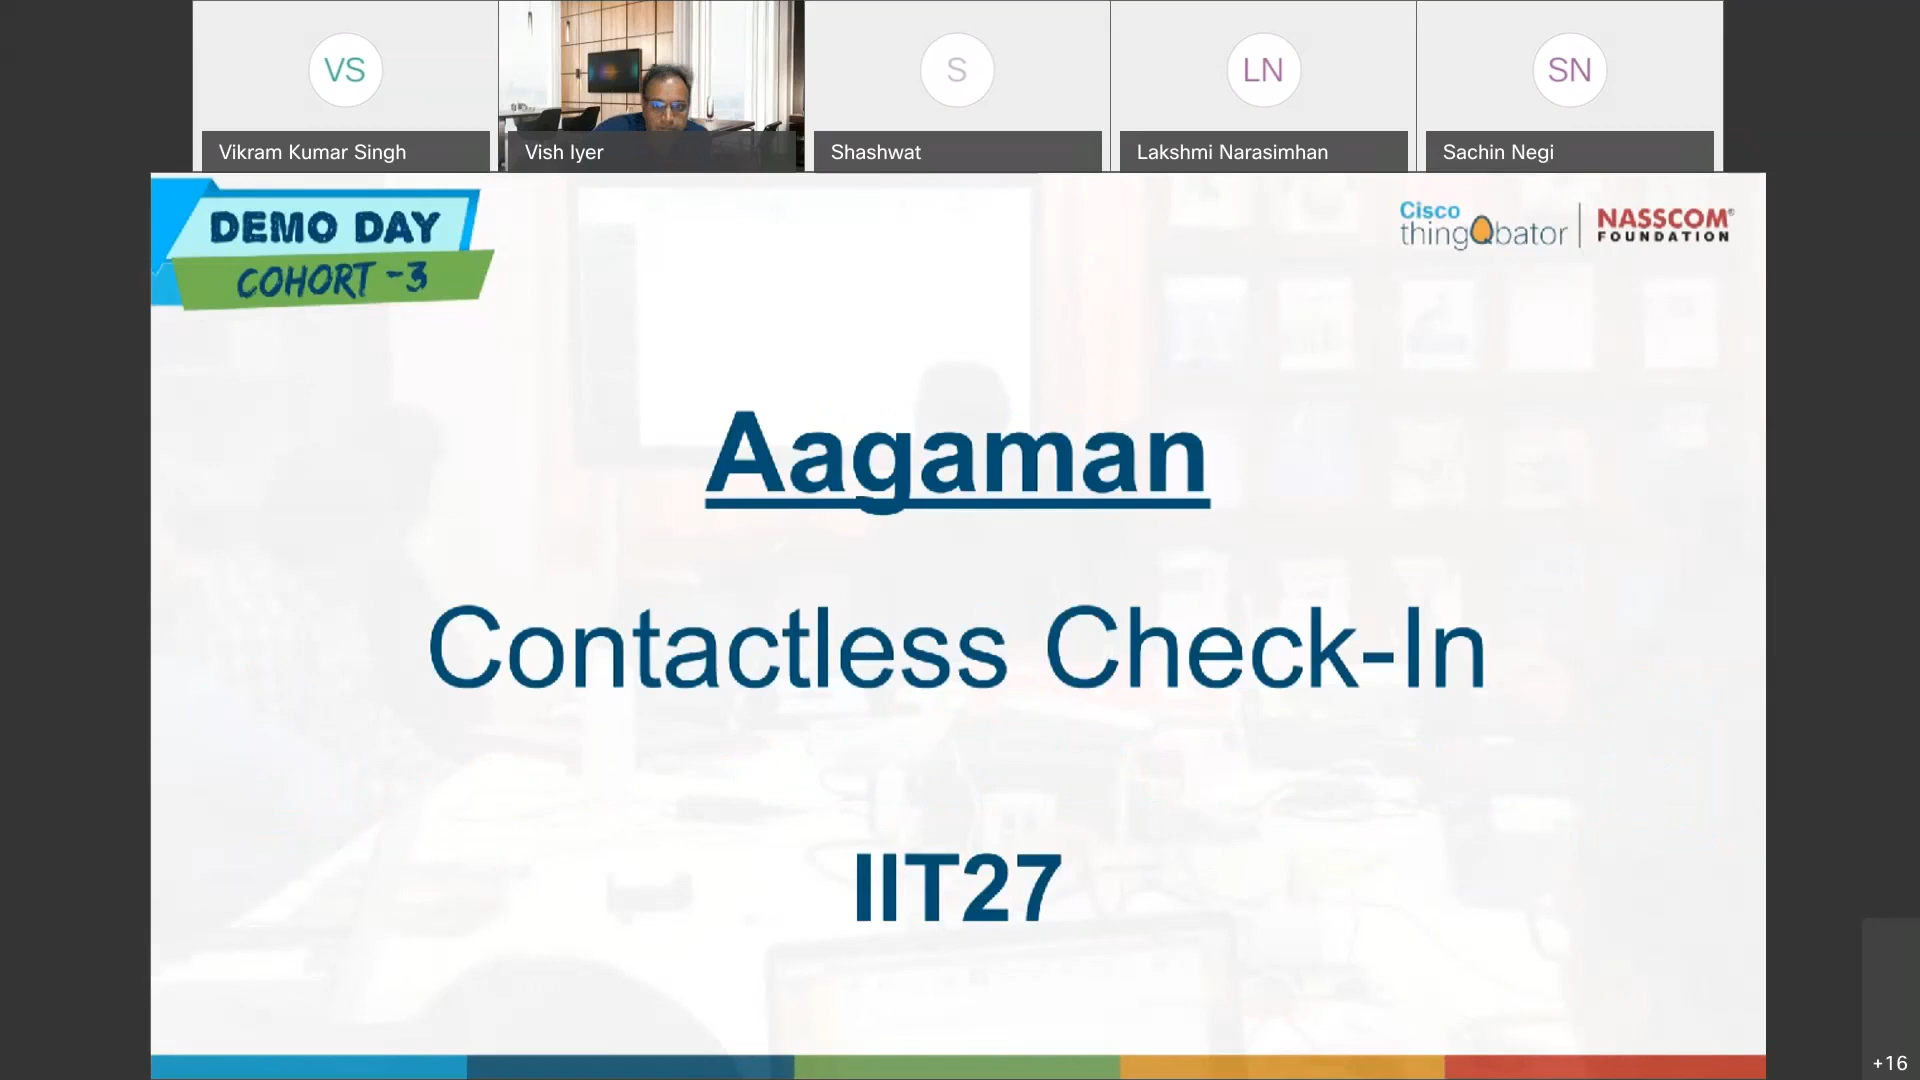 VS
S
LN
SN
Vikram Kumar Singh
Vish Iyer
Shashwat
Lakshmi Narasimhan
Sachin Negi
DEMO DAY
COHORT -3
Cisco
thingQbator
NASSCOM®
FOUNDATION
Aagaman
Contactless Check-In
IIT27
+16